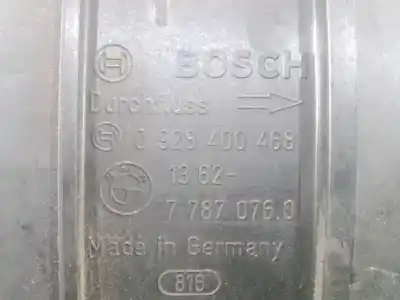 BOSCH
Durchfluss
0 928 400 468
13 62-
7 787 076.0
Made in Germany
816